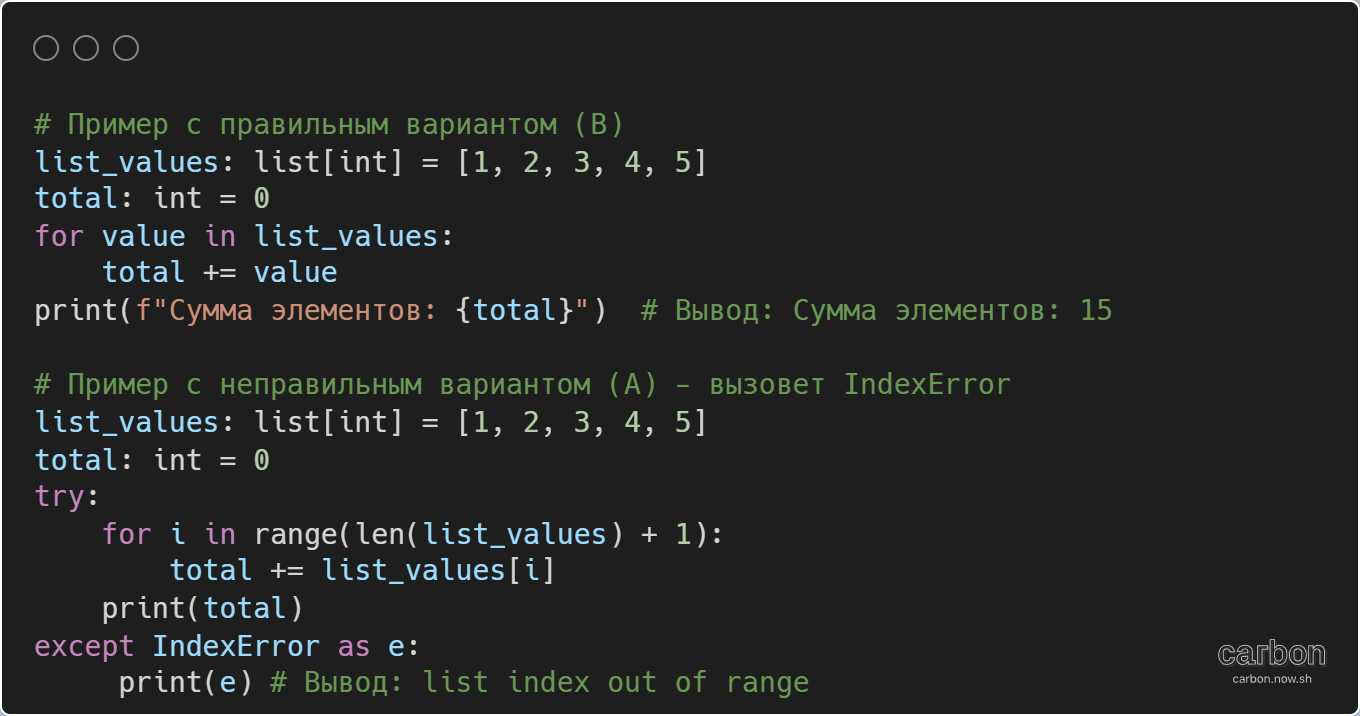 # Пример с правильным вариантом (B)
list_values: list[int] = [1, 2, 3, 4, 5]
total: int = 0
for value in list_values:
    total += value
print(f"Сумма элементов: {total}")  # Вывод: Сумма элементов: 15

# Пример с неправильным вариантом (A) – вызовет IndexError
list_values: list[int] = [1, 2, 3, 4, 5]
total: int = 0
try:
    for i in range(len(list_values) + 1):
        total += list_values[i]
    print(total)
except IndexError as e:
     print(e) # Вывод: list index out of range
carbon
carbon.now.sh